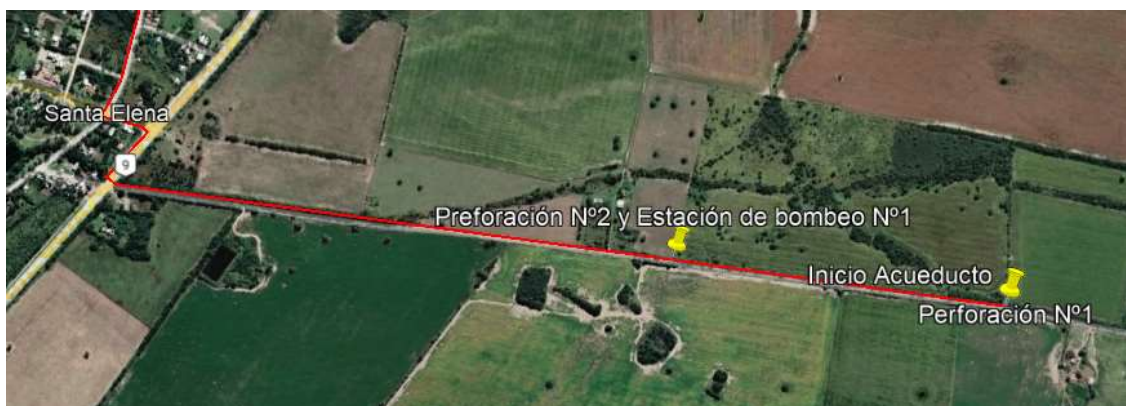 Santa Elena
9
Preforación Nº2 y Estación de bombeo Nº1
Inicio Acueducto
Perforación Nº1